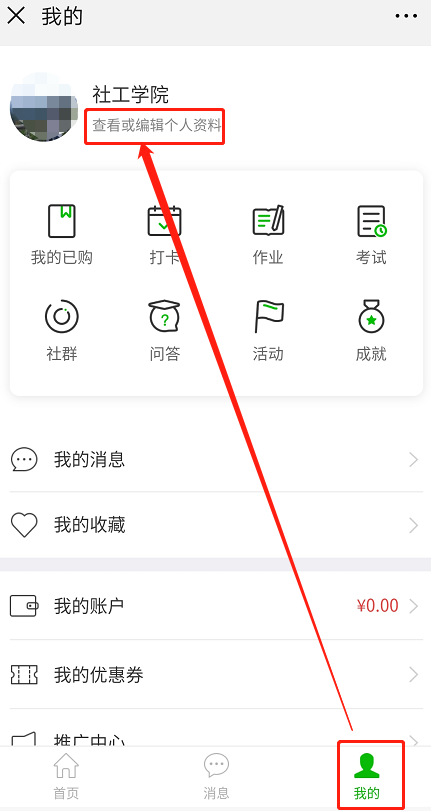 我的
社工学院
查看或编辑个人资料
我的已购 打卡 作业 考试
社群 问答 活动 成就
我的消息
我的收藏
我的账户 ¥0.00
我的优惠券
推广中心
首页 消息 我的